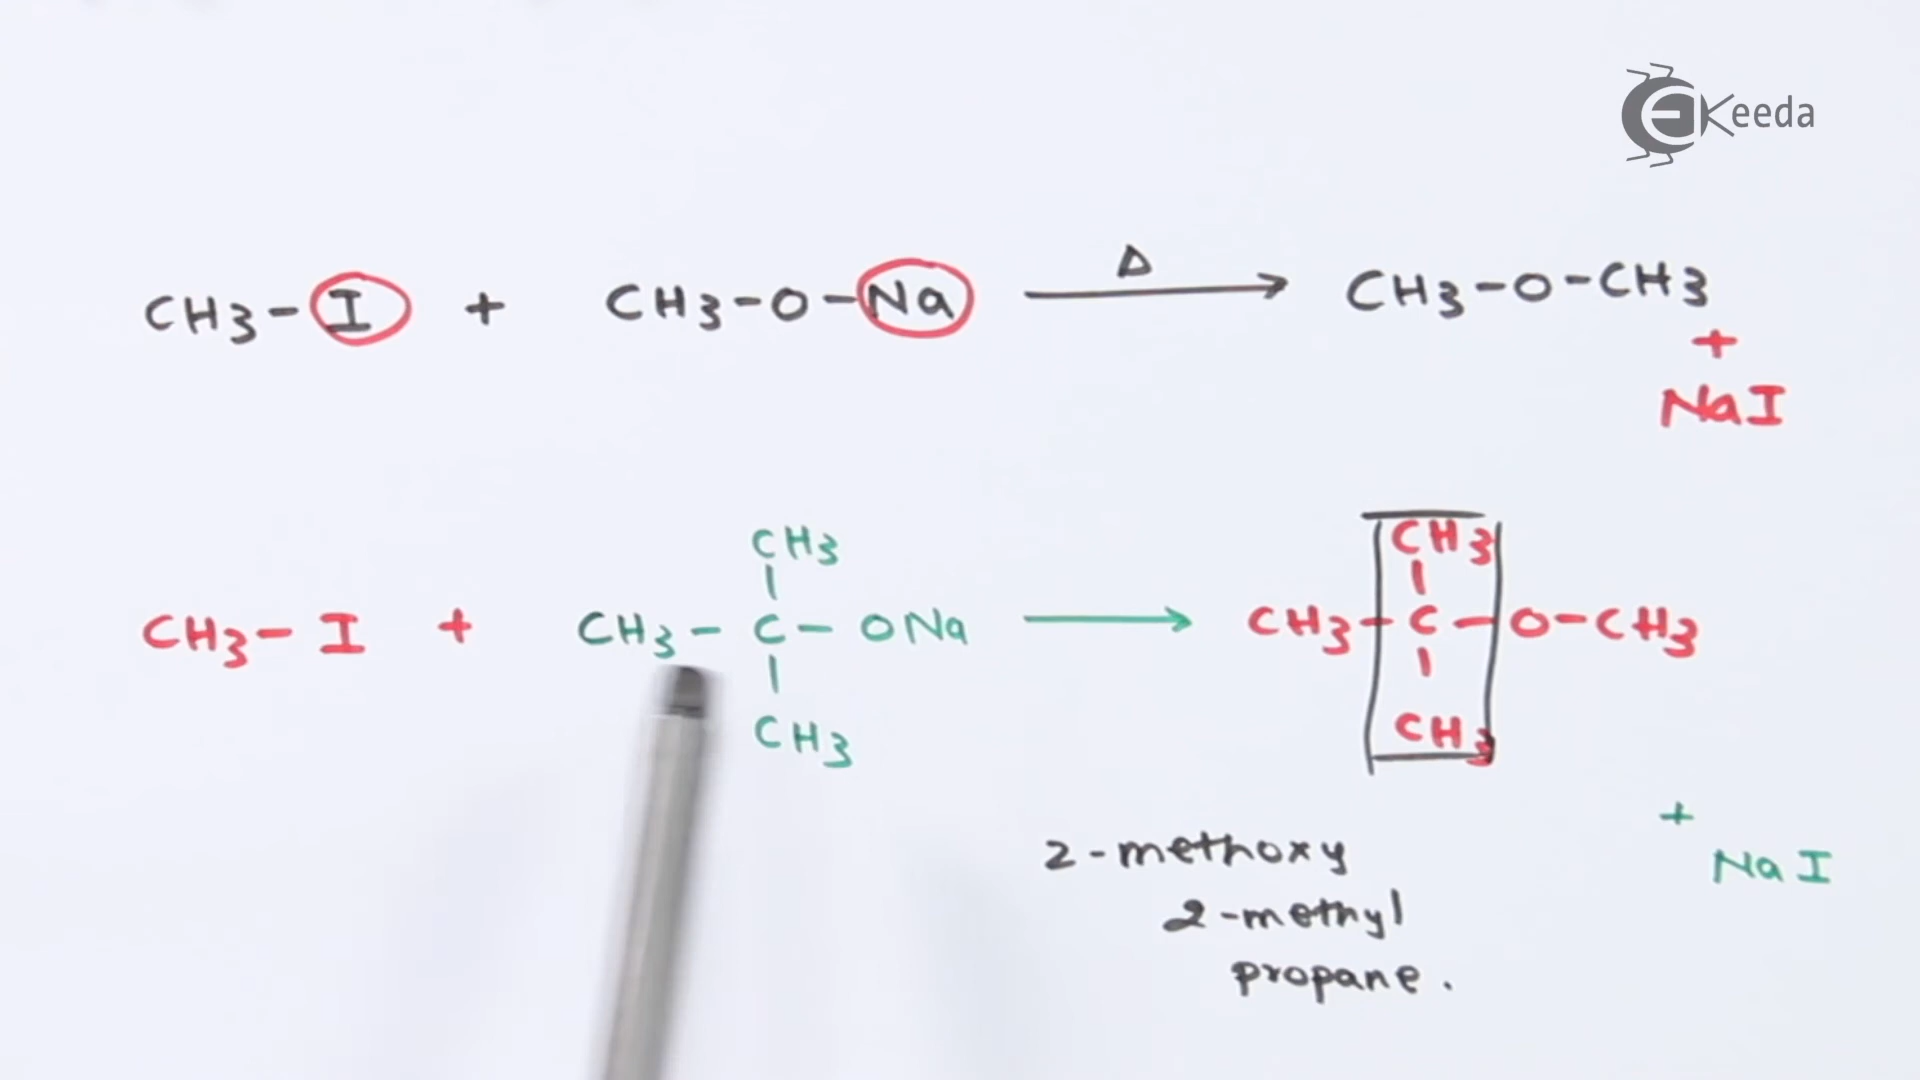 EKeeda
CH3-I + CH3-O-Na Δ CH3-O-CH3
+
NaI
CH3 CH3
CH3-I + CH3-C-ONa CH3-C-O-CH3
CH3 CH3
+
NaI
2-methoxy
2-methyl
propane.